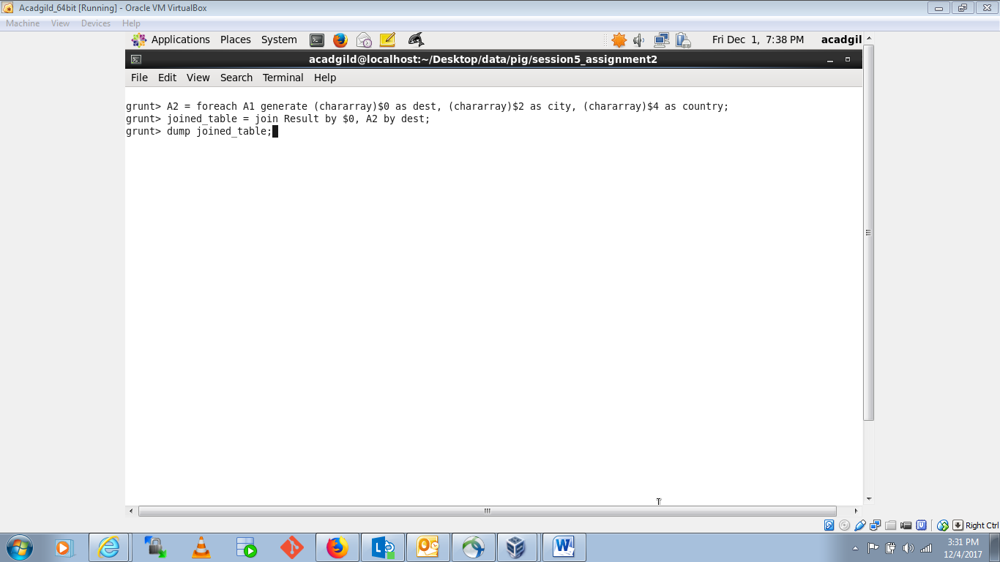 Acadgild_64bit [Running] - Oracle VM VirtualBox
Machine View Devices Help
Applications Places System Fri Dec 1, 7:38 PM acadgil
acadgild@localhost:~/Desktop/data/pig/session5_assignment2
File Edit View Search Terminal Help
grunt> A2 = foreach A1 generate (chararray)$0 as dest, (chararray)$2 as city, (chararray)$4 as country;
grunt> joined_table = join Result by $0, A2 by dest;
grunt> dump joined_table;
Right Ctrl
3:31 PM
12/4/2017